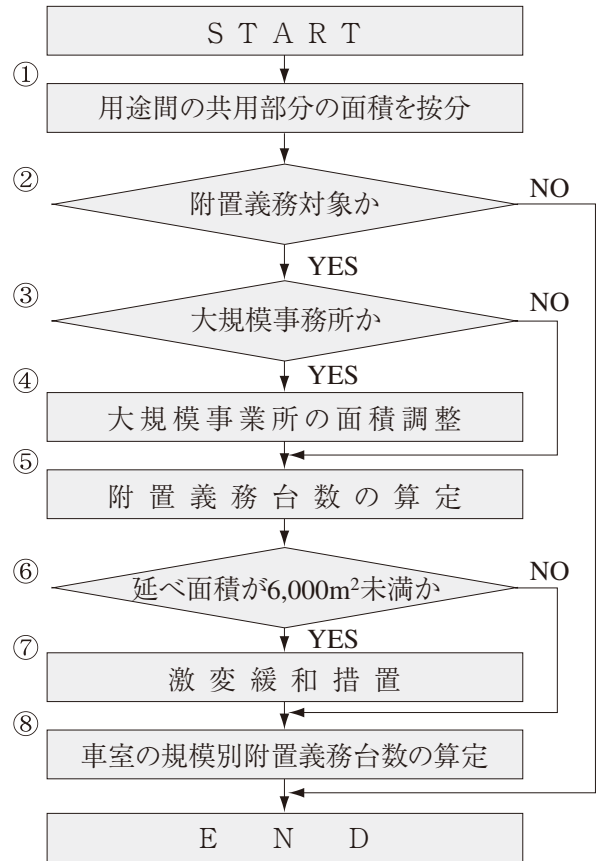 START
①
用途間の共用部分の面積を按分
②
附置義務対象か
NO
YES
③
大規模事務所か
NO
YES
④
大規模事業所の面積調整
⑤
附置義務台数の算定
⑥
延べ面積が6,000m²未満か
NO
YES
⑦
激変緩和措置
⑧
車室の規模別附置義務台数の算定
END